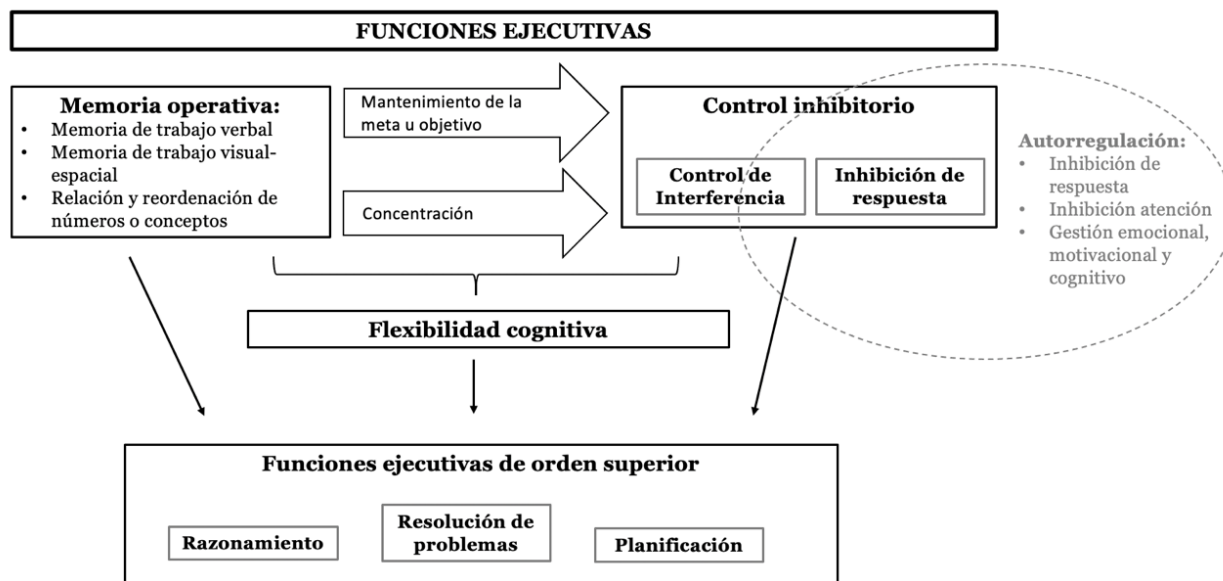 FUNCIONES EJECUTIVAS
Memoria operativa:
• Memoria de trabajo verbal
• Memoria de trabajo visual-
espacial
• Relación y reordenación de
números o conceptos
Mantenimiento de la
meta u objetivo
Concentración
Control inhibitorio
Control de
Interferencia
Inhibición de
respuesta
Autorregulación:
• Inhibición de
respuesta
• Inhibición atención
• Gestión emocional,
motivacional y
cognitivo
Flexibilidad cognitiva
Funciones ejecutivas de orden superior
Razonamiento
Resolución de
problemas
Planificación